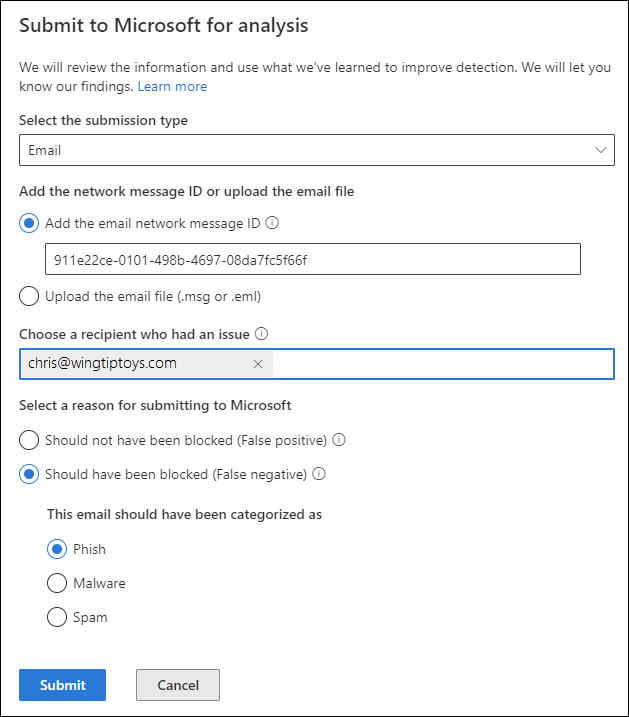 Submit to Microsoft for analysis
We will review the information and use what we've learned to improve detection. We will let you
know our findings. Learn more
Select the submission type
Email
Add the network message ID or upload the email file
Add the email network message ID
911e22ce-0101-498b-4697-08da7fc5f66f
Upload the email file (.msg or .eml)
Choose a recipient who had an issue
chris@wingtiptoys.com
Select a reason for submitting to Microsoft
Should not have been blocked (False positive)
Should have been blocked (False negative)
This email should have been categorized as
Phish
Malware
Spam
Submit Cancel